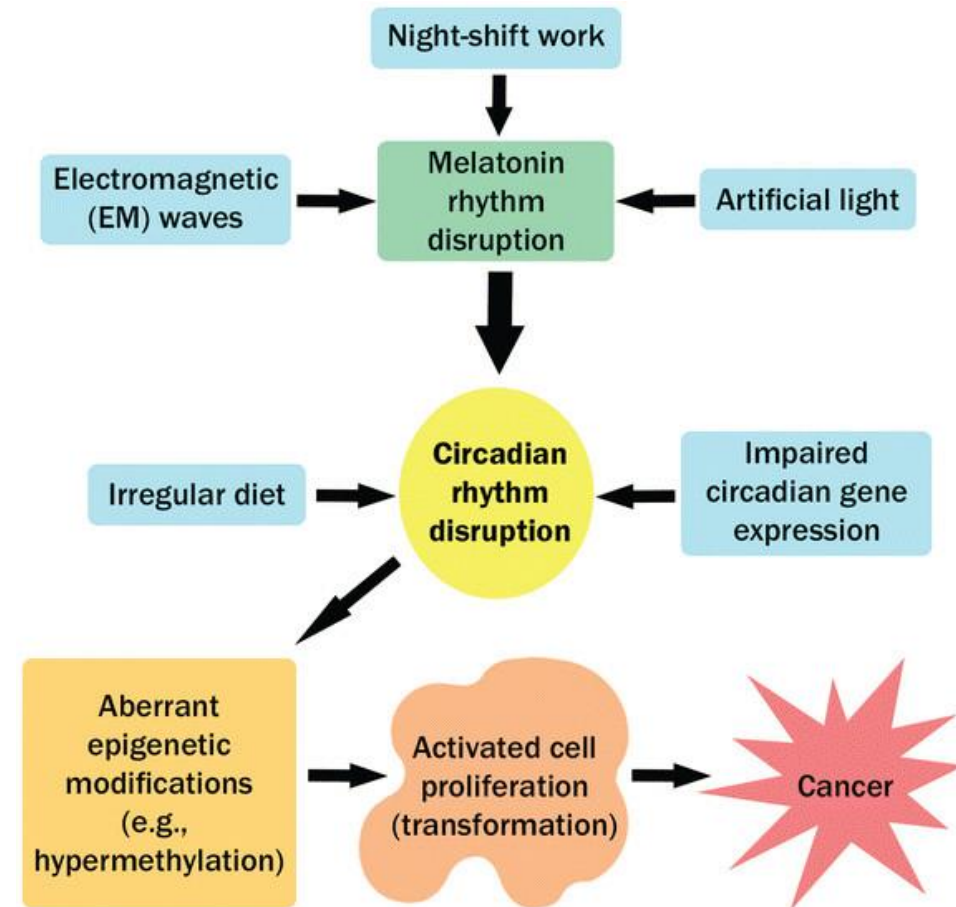 Night-shift work
Electromagnetic
(EM) waves
Melatonin
rhythm
disruption
Artificial light
Irregular diet
Circadian
rhythm
disruption
Impaired
circadian gene
expression
Aberrant
epigenetic
modifications
(e.g.,
hypermethylation)
Activated cell
proliferation
(transformation)
Cancer